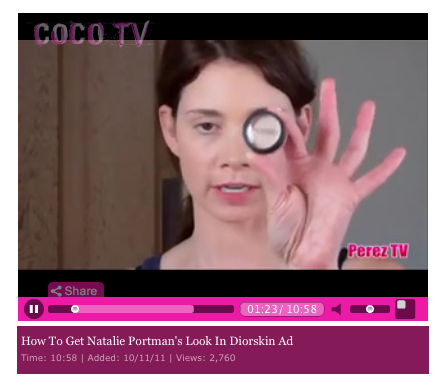 COCO TV
Perez TV
Share
01:23 / 10:58
How To Get Natalie Portman's Look In Diorskin Ad
Time: 10:58 | Added: 10/11/11 | Views: 2,760